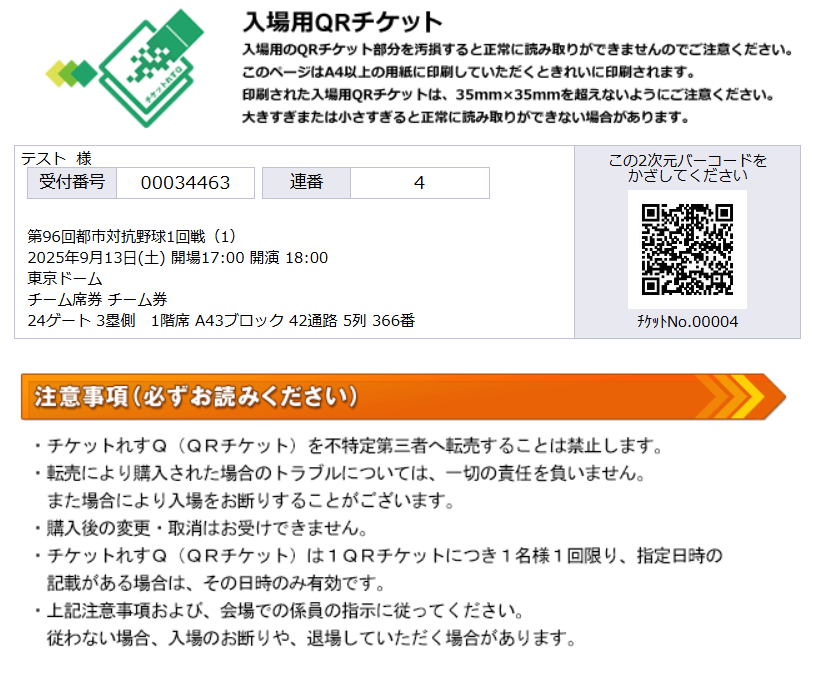 チケットれすQ
入場用QRチケット
入場用のQRチケット部分を汚損すると正常に読み取りができませんのでご注意ください。
このページはA4以上の用紙に印刷していただくときれいに印刷されます。
印刷された入場用QRチケットは、35mm×35mmを超えないようにご注意ください。
大きすぎまたは小さすぎると正常に読み取りができない場合があります。
テスト 様
受付番号 00034463 連番 4
第96回都市対抗野球1回戦（1）
2025年9月13日(土) 開場17:00 開演 18:00
東京ドーム
チーム席券 チーム券
24ゲート 3塁側　1階席 A43ブロック 42通路 5列 366番
この2次元バーコードを
かざしてください
ﾁｹｯﾄNo.00004
注意事項（必ずお読みください）
・チケットれすＱ（ＱＲチケット）を不特定第三者へ転売することは禁止します。
・転売により購入された場合のトラブルについては、一切の責任を負いません。
また場合により入場をお断りすることがございます。
・購入後の変更・取消はお受けできません。
・チケットれすＱ（ＱＲチケット）は１ＱＲチケットにつき１名様１回限り、指定日時の
記載がある場合は、その日時のみ有効です。
・上記注意事項および、会場での係員の指示に従ってください。
従わない場合、入場のお断りや、退場していただく場合があります。